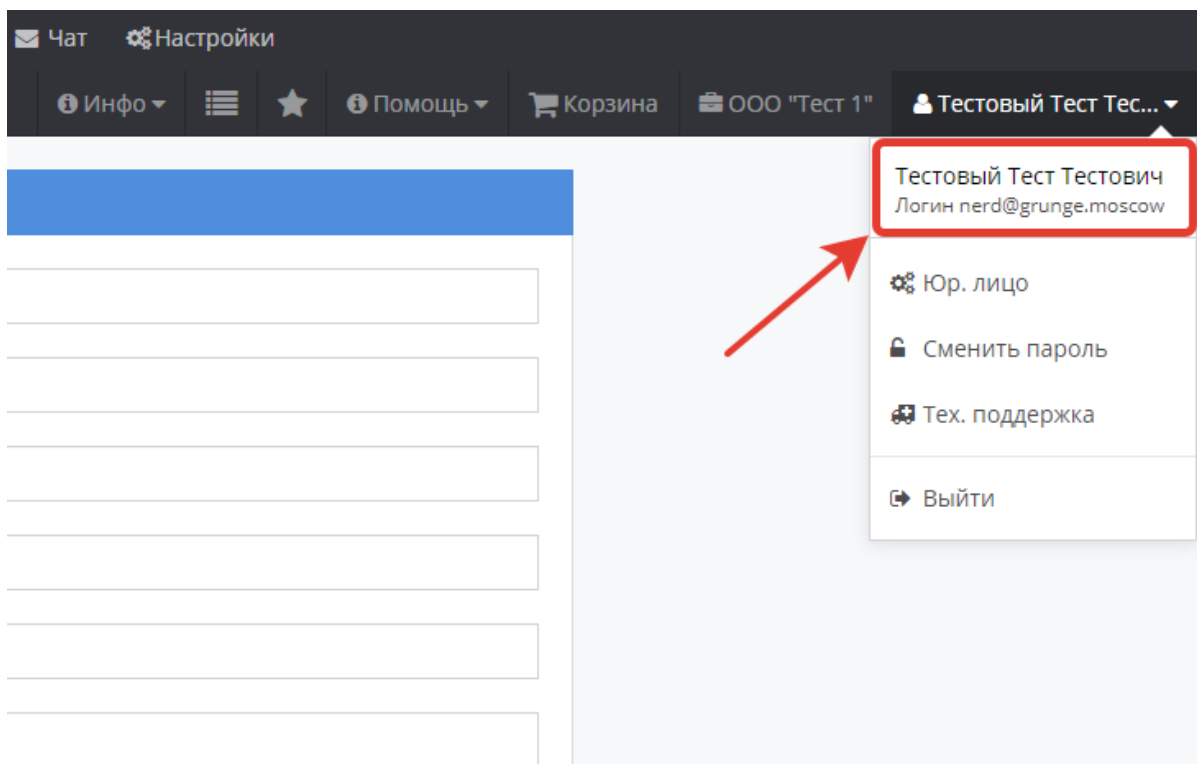 Чат Настройки
Инфо Помощь Корзина ООО "Тест 1" Тестовый Тест Тес...
Тестовый Тест Тестович
Логин nerd@grunge.moscow
Юр. лицо
Сменить пароль
Тех. поддержка
Выйти